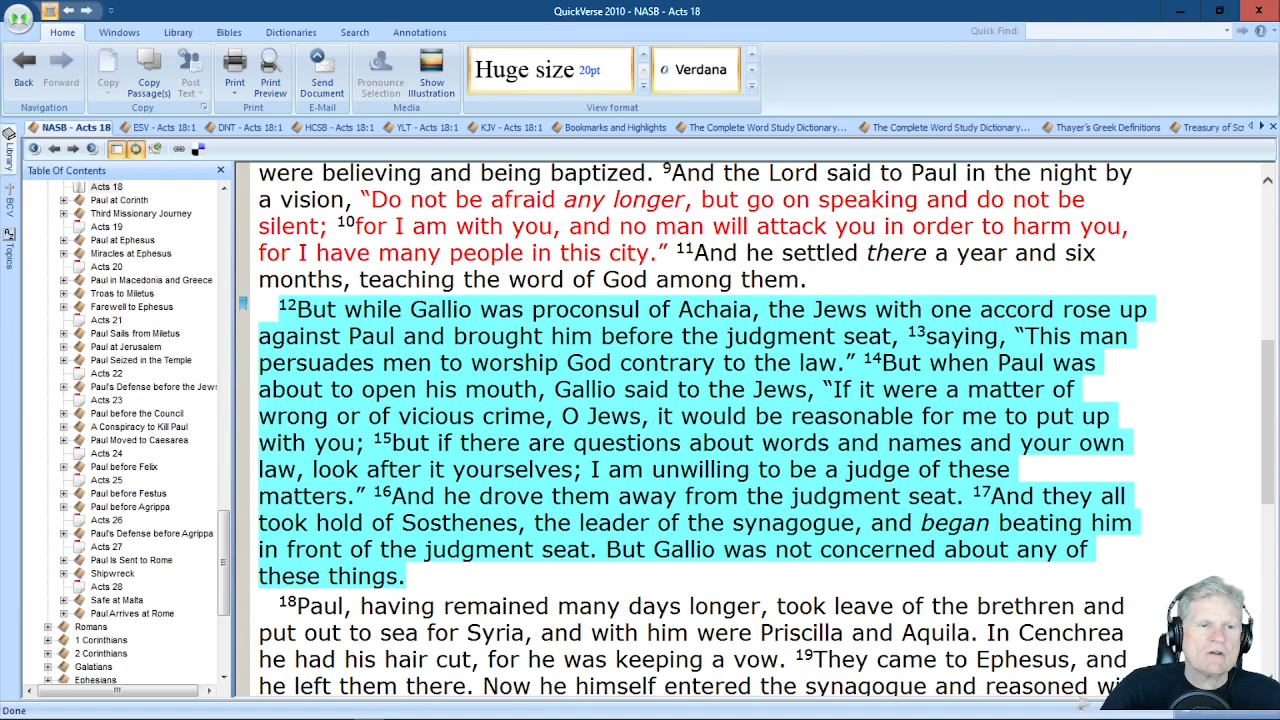 QuickVerse 2010 - NASB - Acts 18
Home Windows Library Bibles Dictionaries Search Annotations Quick Find:
Back Forward Copy Copy Passage(s) Post Text Print Print Preview Send Document Pronounce Selection Show Illustration Huge size 20pt Verdana
Navigation Copy Print E-Mail Media View format
NASB - Acts 18 ESV - Acts 18:1 DNT - Acts 18:1 HCSB - Acts 18:1 YLT - Acts 18:1 KJV - Acts 18:1 Bookmarks and Highlights The Complete Word Study Dictionary... The Complete Word Study Dictionary... Thayer's Greek Definitions Treasury of Scr
Library
BCV
Topics
Table Of Contents
Acts 18
Paul at Corinth
Third Missionary Journey
Acts 19
Paul at Ephesus
Miracles at Ephesus
Acts 20
Paul in Macedonia and Greece
Troas to Miletus
Farewell to Ephesus
Acts 21
Paul Sails from Miletus
Paul at Jerusalem
Paul Seized in the Temple
Acts 22
Paul's Defense before the Jew
Acts 23
Paul before the Council
A Conspiracy to Kill Paul
Paul Moved to Caesarea
Acts 24
Paul before Felix
Acts 25
Paul before Festus
Paul before Agrippa
Acts 26
Paul's Defense before Agrippa
Acts 27
Paul Is Sent to Rome
Shipwreck
Acts 28
Safe at Malta
Paul Arrives at Rome
Romans
1 Corinthians
2 Corinthians
Galatians
Ephesians
were believing and being baptized. 9And the Lord said to Paul in the night by
a vision, “Do not be afraid any longer, but go on speaking and do not be
silent; 10for I am with you, and no man will attack you in order to harm you,
for I have many people in this city.” 11And he settled there a year and six
months, teaching the word of God among them.
12But while Gallio was proconsul of Achaia, the Jews with one accord rose up
against Paul and brought him before the judgment seat, 13saying, “This man
persuades men to worship God contrary to the law.” 14But when Paul was
about to open his mouth, Gallio said to the Jews, “If it were a matter of
wrong or of vicious crime, O Jews, it would be reasonable for me to put up
with you; 15but if there are questions about words and names and your own
law, look after it yourselves; I am unwilling to be a judge of these
matters.” 16And he drove them away from the judgment seat. 17And they all
took hold of Sosthenes, the leader of the synagogue, and began beating him
in front of the judgment seat. But Gallio was not concerned about any of
these things.
18Paul, having remained many days longer, took leave of the brethren and
put out to sea for Syria, and with him were Priscilla and Aquila. In Cenchrea
he had his hair cut, for he was keeping a vow. 19They came to Ephesus, and
he left them there. Now he himself entered the synagogue and reasoned wi
Done